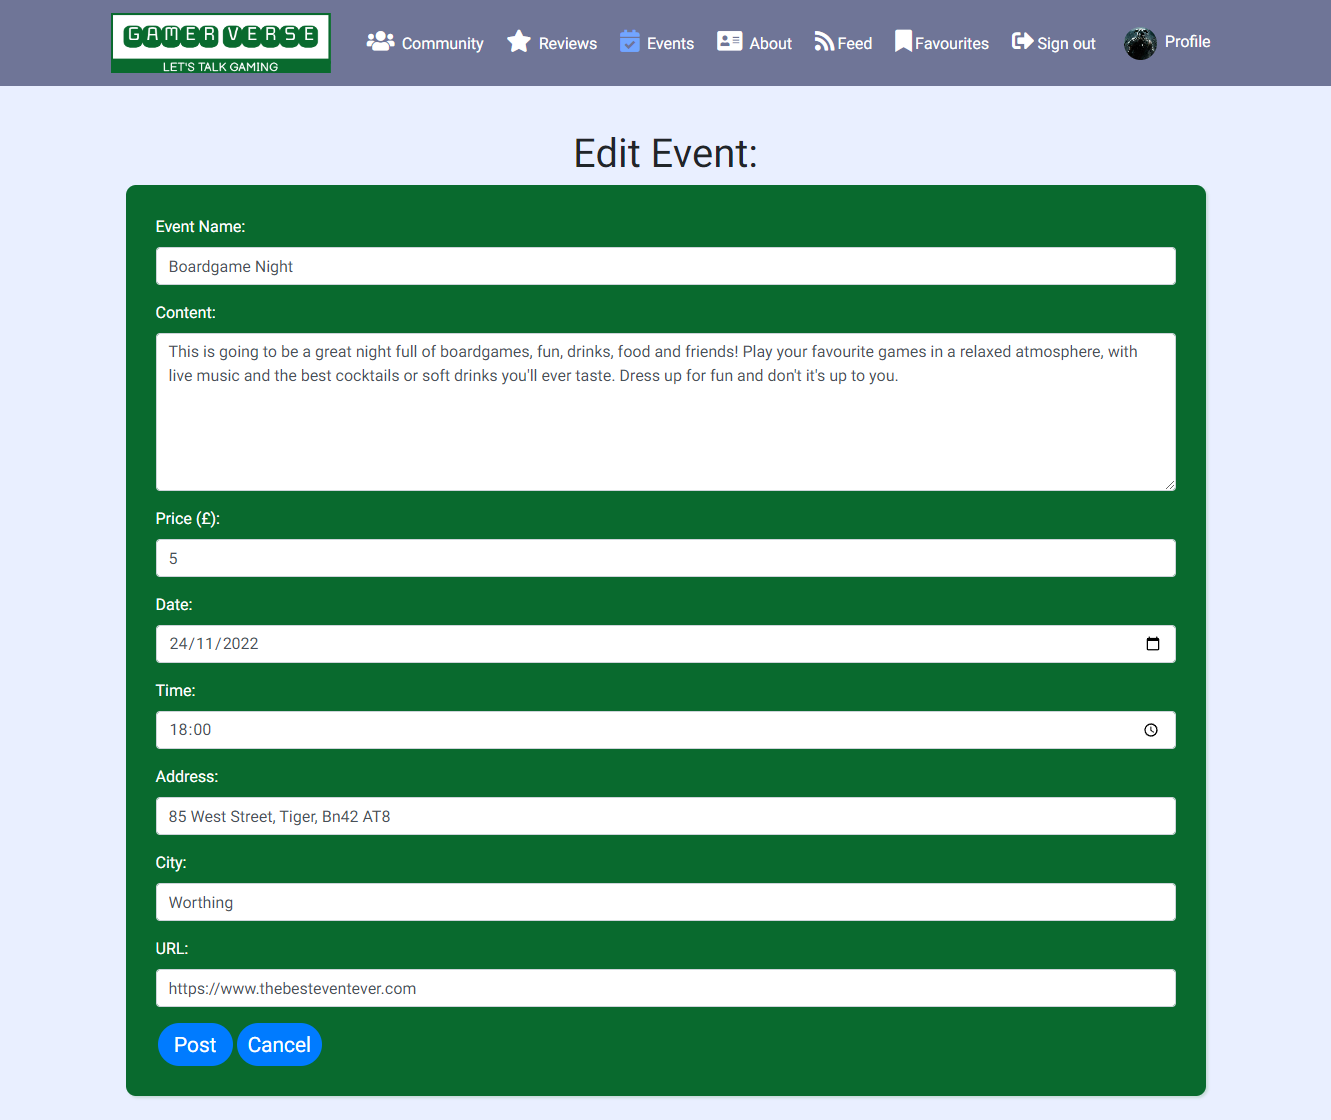 GAMER VERSE
LET'S TALK GAMING
Community
Reviews
Events
About
Feed
Favourites
Sign out
Profile
Edit Event:
Event Name:
Boardgame Night
Content:
This is going to be a great night full of boardgames, fun, drinks, food and friends! Play your favourite games in a relaxed atmosphere, with
live music and the best cocktails or soft drinks you'll ever taste. Dress up for fun and don't it's up to you.
Price (£):
5
Date:
24/11/2022
Time:
18:00
Address:
85 West Street, Tiger, Bn42 AT8
City:
Worthing
URL:
https://www.thebesteventever.com
Post
Cancel